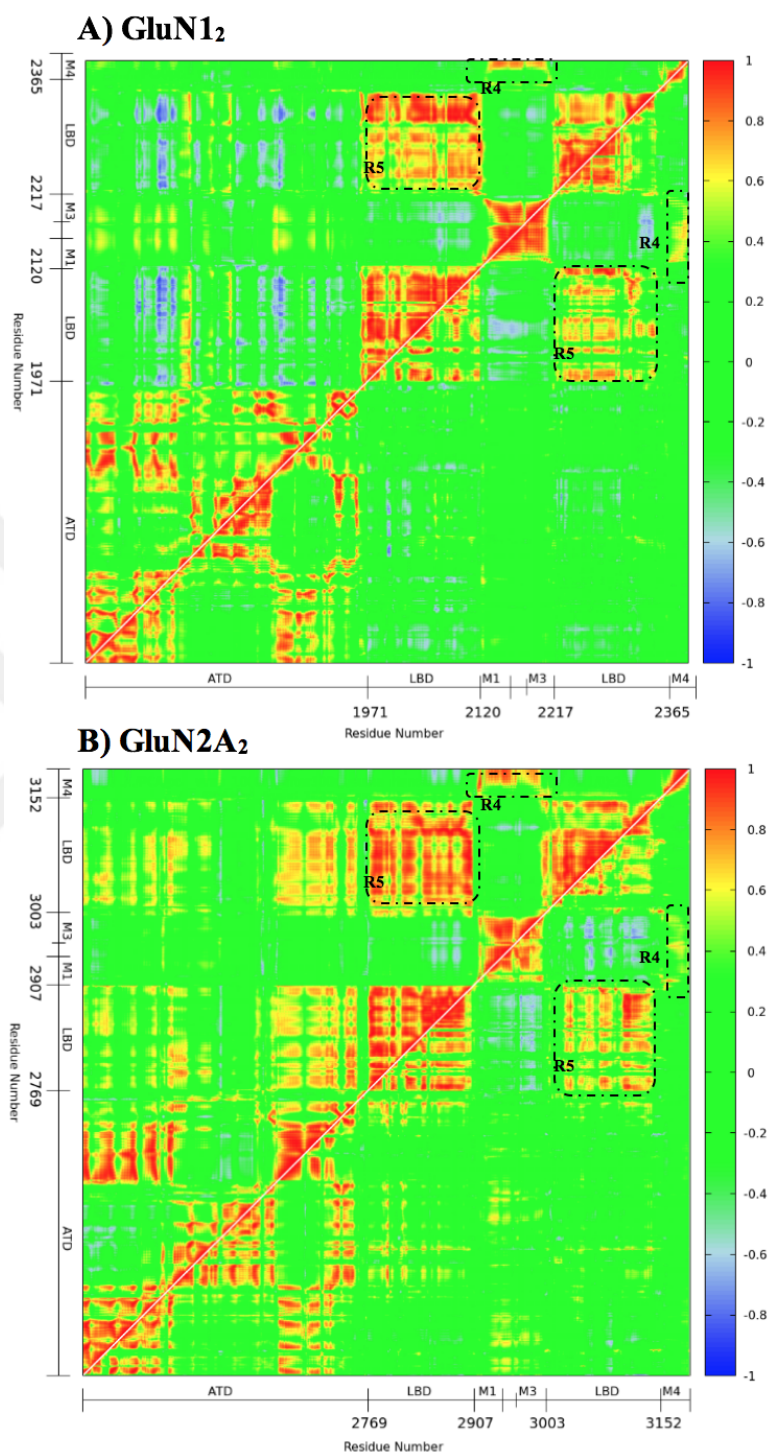 A) GluN1₂
M4
2365
LBD
2217
M3
M1
2120
LBD
1971
ATD
Residue Number
R4
R5
R4
R5
1
0.8
0.6
0.4
0.2
0
-0.2
-0.4
-0.6
-0.8
-1
ATD LBD M1 M3 LBD M4
1971 2120 2217 2365
Residue Number
B) GluN2A₂
M4
3152
LBD
3003
M3
M1
2907
LBD
2769
ATD
Residue Number
R4
R5
R4
R5
1
0.8
0.6
0.4
0.2
0
-0.2
-0.4
-0.6
-0.8
-1
ATD LBD M1 M3 LBD M4
2769 2907 3003 3152
Residue Number